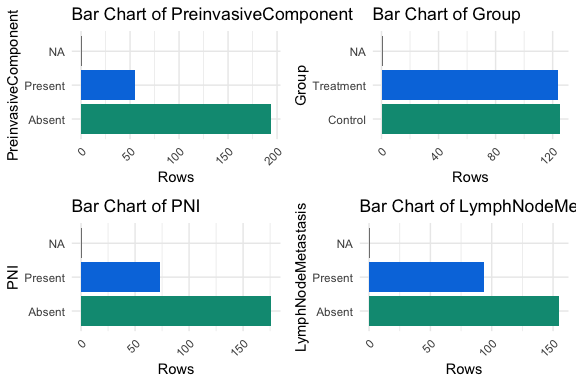 Bar Chart of PreinvasiveComponent
PreinvasiveComponent
NA
Present
Absent
0
50
100
150
200
Rows
Bar Chart of Group
Group
NA
Treatment
Control
0
40
80
120
Rows
Bar Chart of PNI
PNI
NA
Present
Absent
0
50
100
150
Rows
Bar Chart of LymphNodeMe
LymphNodeMetastasis
NA
Present
Absent
0
50
100
150
Rows